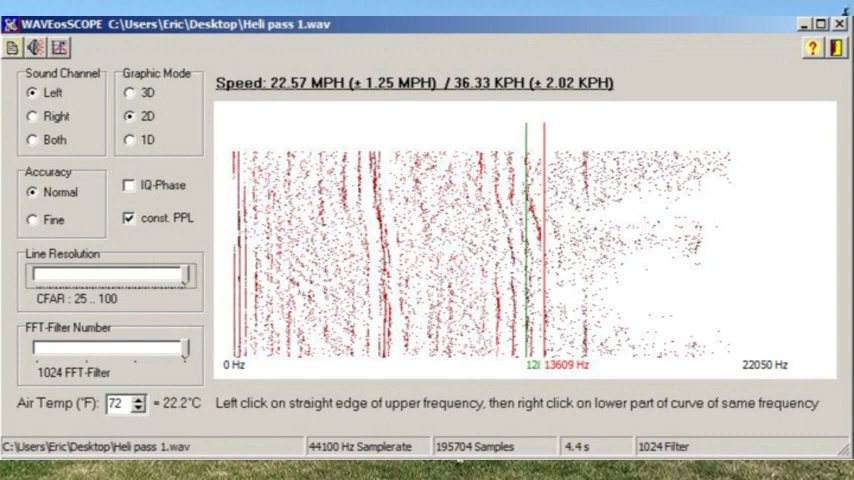 WAVEosSCOPE C:\Users\Eric\Desktop\Heli pass 1.wav
Sound Channel
Left
Right
Both
Graphic Mode
3D
2D
1D
Speed: 22.57 MPH (± 1.25 MPH) / 36.33 KPH (± 2.02 KPH)
Accuracy
Normal
Fine
IQ-Phase
const. PPL
Line Resolution
CFAR : 25 .. 100
FFT-Filter Number
1024 FFT-Filter
0 Hz
13609 Hz
22050 Hz
Air Temp (°F): 72 = 22.2°C
Left click on straight edge of upper frequency, then right click on lower part of curve of same frequency
C:\Users\Eric\Desktop\Heli pass 1.wav
44100 Hz Samplerate
195704 Samples
4.4 s
1024 Filter